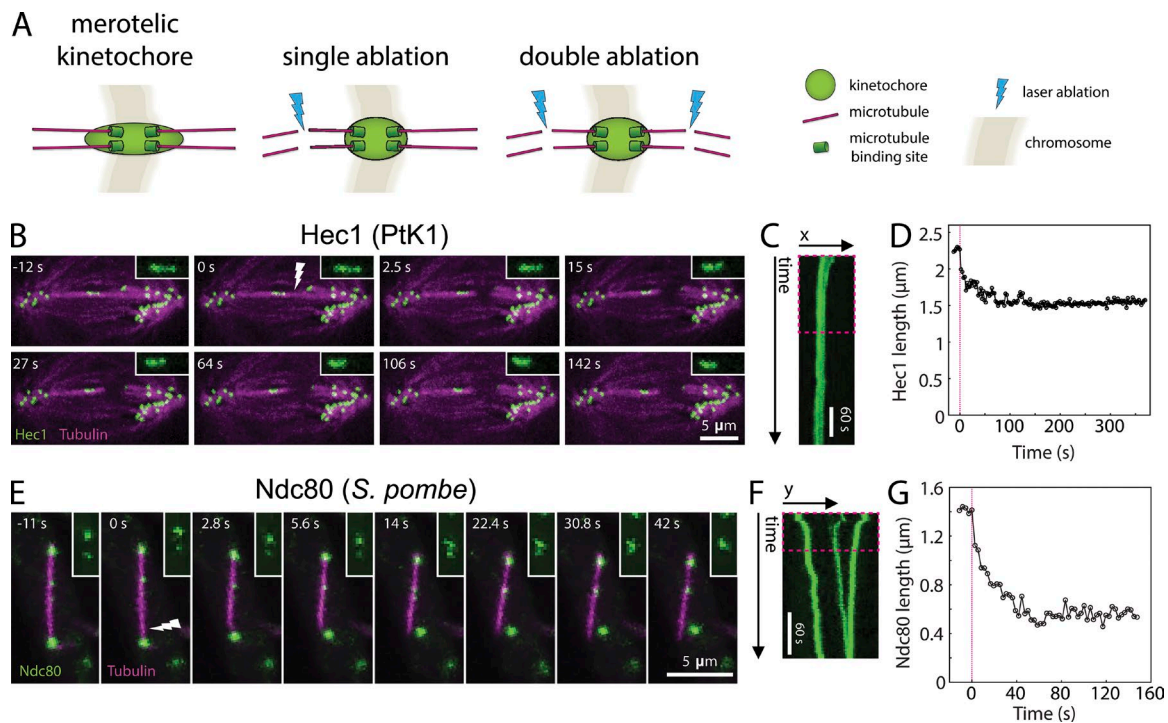 A
merotelic
kinetochore
single ablation
double ablation
kinetochore
microtubule
microtubule
binding site
laser ablation
chromosome
B
Hec1 (PtK1)
-12 s
0 s
2.5 s
15 s
27 s
64 s
106 s
142 s
Hec1 Tubulin
5 µm
C
x
time
60 s
D
2.5
2
1.5
1
0.5
0
Hec1 length (µm)
0 100 200 300
Time (s)
E
Ndc80 (S. pombe)
-11 s
0 s
2.8 s
5.6 s
14 s
22.4 s
30.8 s
42 s
Ndc80
Tubulin
5 µm
F
y
time
60 s
G
1.6
1.2
0.8
0.4
0
Ndc80 length (µm)
0 40 80 120 160
Time (s)